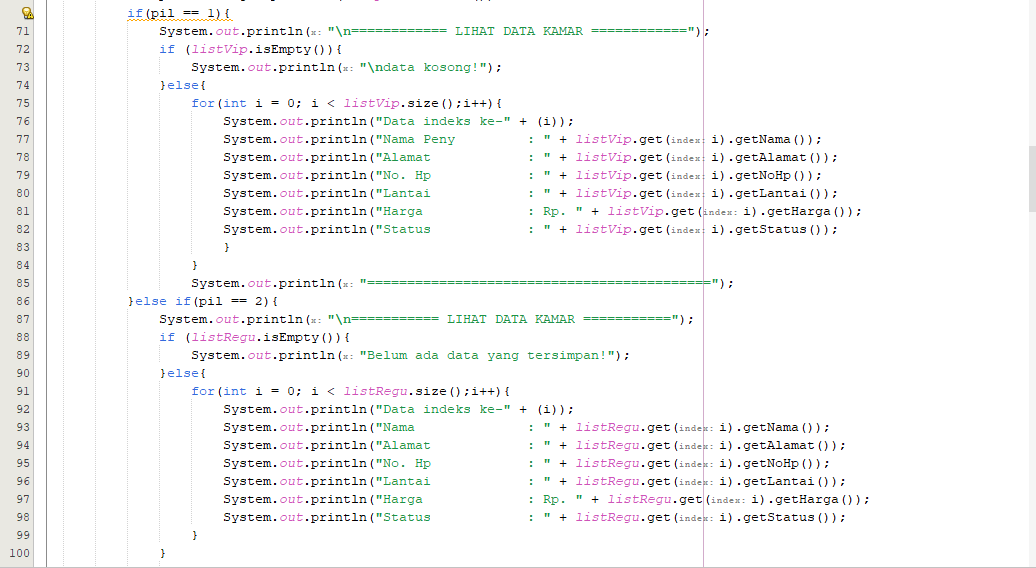 if(pil == 1){
71 System.out.println(x: "\n============ LIHAT DATA KAMAR ============");
72 if (listVip.isEmpty()){
73 System.out.println(x: "\ndata kosong!");
74 }else{
75 for(int i = 0; i < listVip.size();i++){
76 System.out.println("Data indeks ke-" + (i));
77 System.out.println("Nama Peny         : " + listVip.get(index: i).getNama());
78 System.out.println("Alamat            : " + listVip.get(index: i).getAlamat());
79 System.out.println("No. Hp            : " + listVip.get(index: i).getNoHp());
80 System.out.println("Lantai            : " + listVip.get(index: i).getLantai());
81 System.out.println("Harga             : Rp. " + listVip.get(index: i).getHarga());
82 System.out.println("Status            : " + listVip.get(index: i).getStatus());
83 }
84 }
85 System.out.println(x: "===========================================");
86 }else if(pil == 2){
87 System.out.println(x: "\n=========== LIHAT DATA KAMAR ===========");
88 if (listRegu.isEmpty()){
89 System.out.println(x: "Belum ada data yang tersimpan!");
90 }else{
91 for(int i = 0; i < listRegu.size();i++){
92 System.out.println("Data indeks ke-" + (i));
93 System.out.println("Nama              : " + listRegu.get(index: i).getNama());
94 System.out.println("Alamat            : " + listRegu.get(index: i).getAlamat());
95 System.out.println("No. Hp            : " + listRegu.get(index: i).getNoHp());
96 System.out.println("Lantai            : " + listRegu.get(index: i).getLantai());
97 System.out.println("Harga             : Rp. " + listRegu.get(index: i).getHarga());
98 System.out.println("Status            : " + listRegu.get(index: i).getStatus());
99 }
100 }